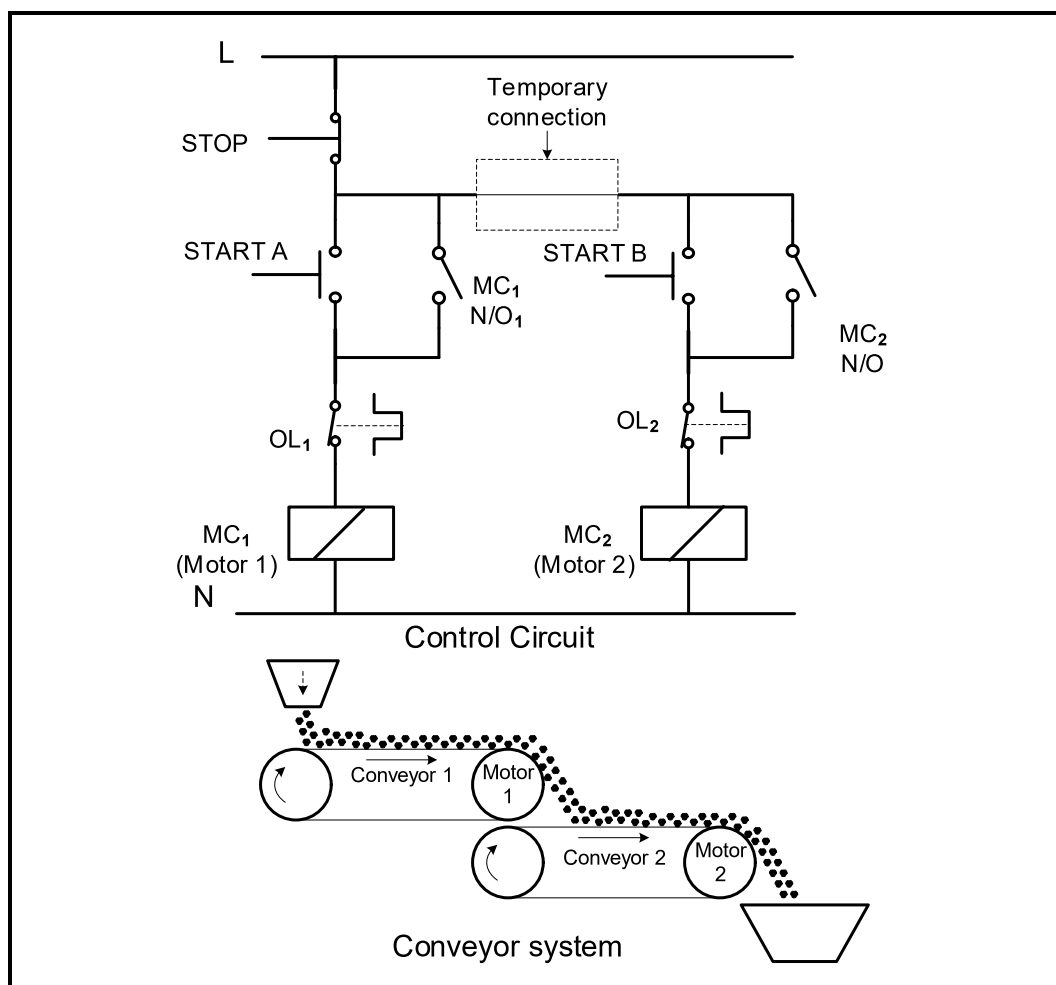 L
Temporary
connection
STOP
START A
START B
MC₁
N/O₁
MC₂
N/O
OL₁
OL₂
MC₁
(Motor 1)
MC₂
(Motor 2)
N
Control Circuit
Conveyor 1
Motor
1
Conveyor 2
Motor
2
Conveyor system